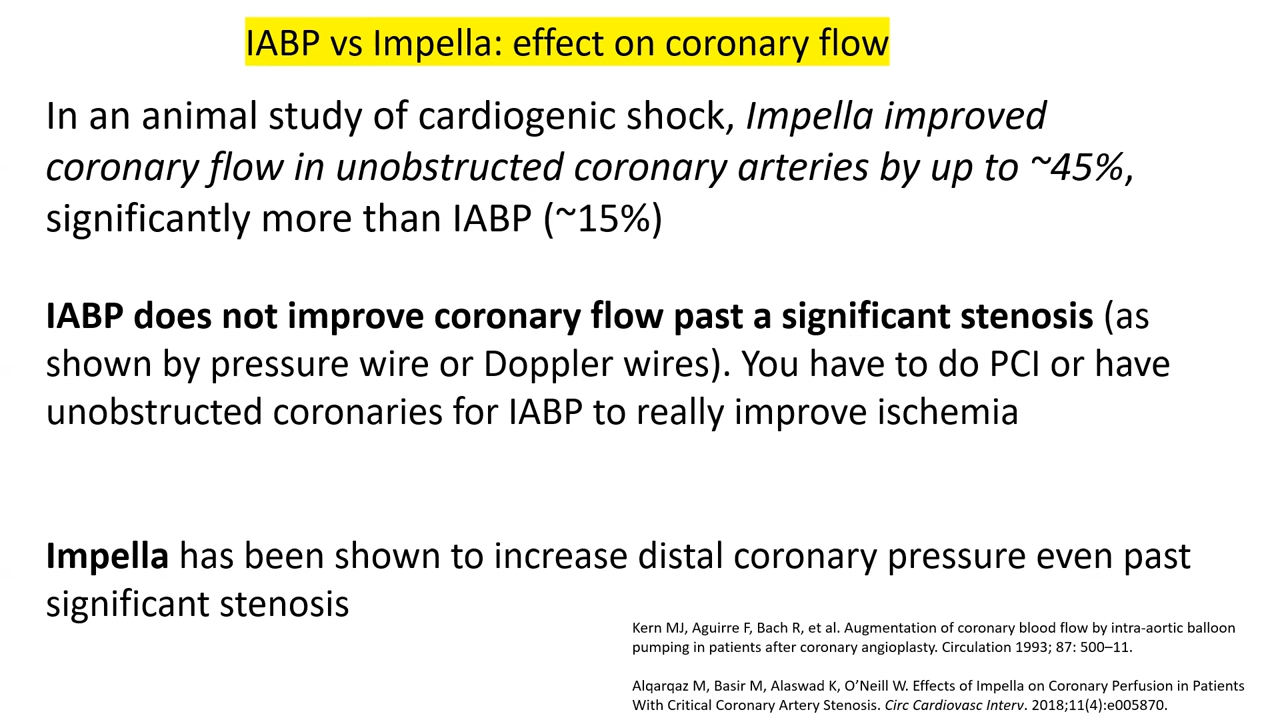 IABP vs Impella: effect on coronary flow
In an animal study of cardiogenic shock, Impella improved
coronary flow in unobstructed coronary arteries by up to ~45%,
significantly more than IABP (~15%)
IABP does not improve coronary flow past a significant stenosis (as
shown by pressure wire or Doppler wires). You have to do PCI or have
unobstructed coronaries for IABP to really improve ischemia
Impella has been shown to increase distal coronary pressure even past
significant stenosis
Kern MJ, Aguirre F, Bach R, et al. Augmentation of coronary blood flow by intra-aortic balloon
pumping in patients after coronary angioplasty. Circulation 1993; 87: 500–11.
Alqarqaz M, Basir M, Alaswad K, O’Neill W. Effects of Impella on Coronary Perfusion in Patients
With Critical Coronary Artery Stenosis. Circ Cardiovasc Interv. 2018;11(4):e005870.